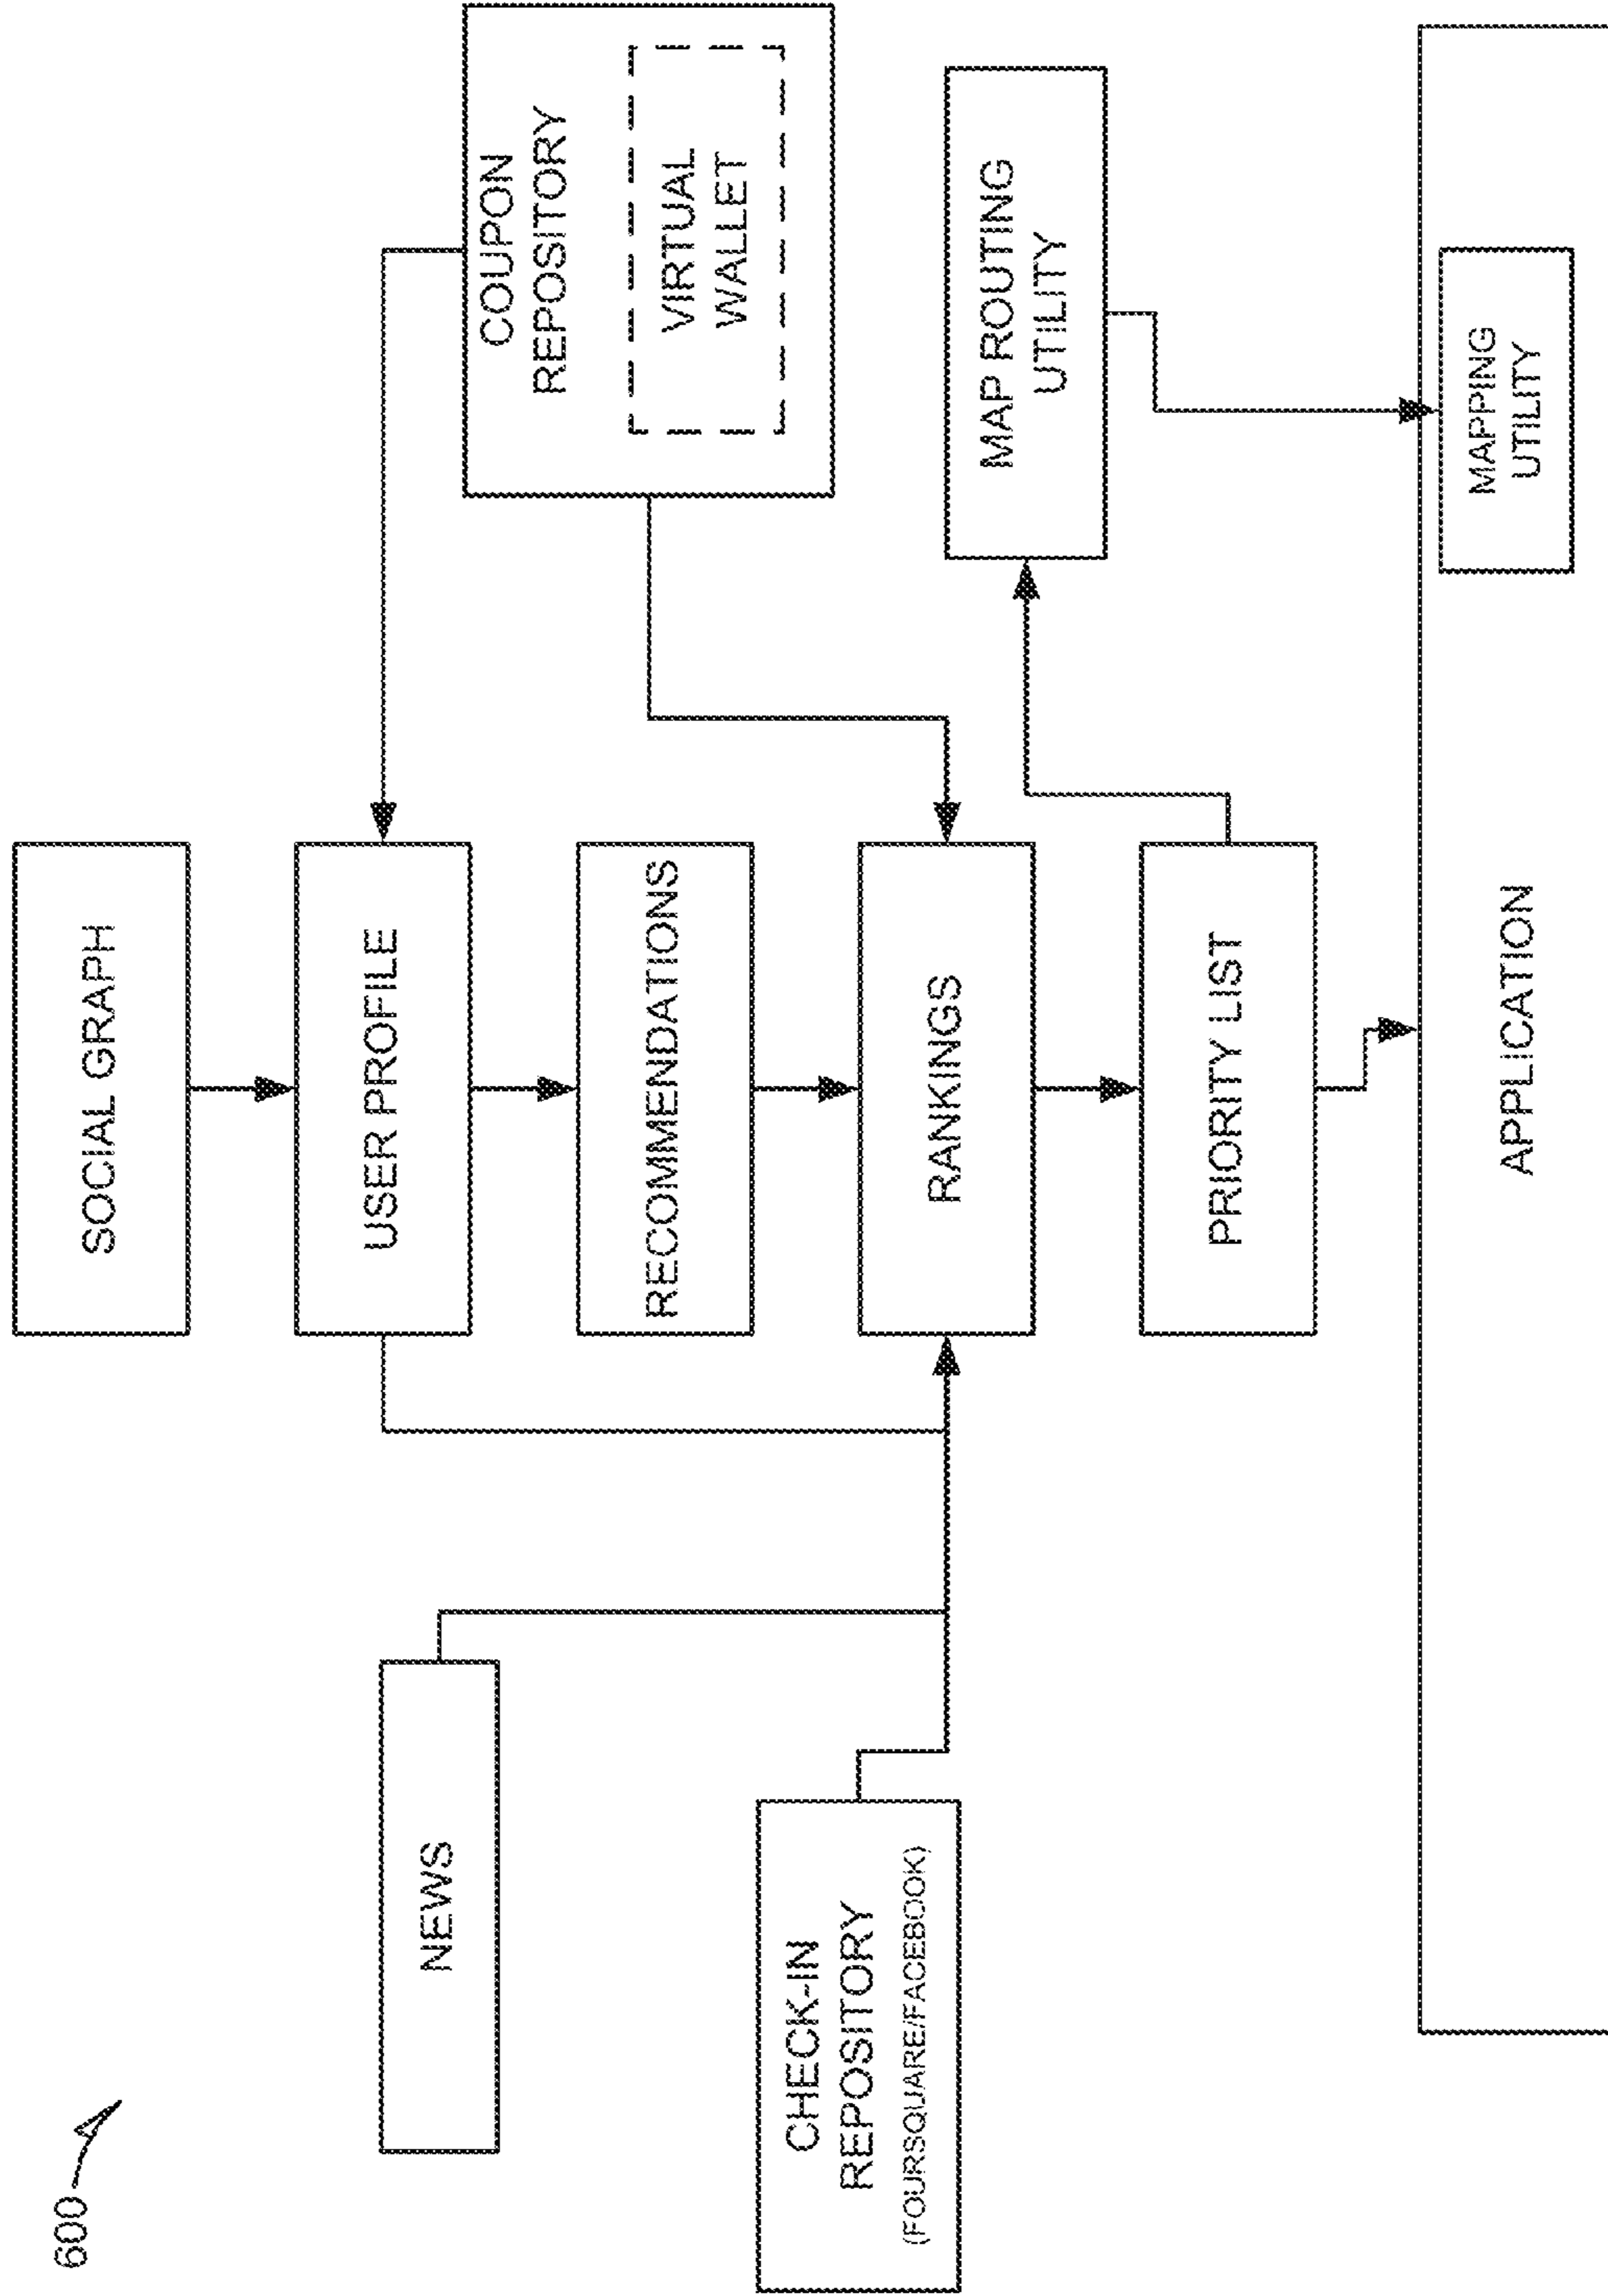 600
SOCIAL GRAPH
USER PROFILE
RECOMMENDATIONS
RANKINGS
PRIORITY LIST
NEWS
CHECK-IN
REPOSITORY
(FOURSQUARE/FACEBOOK)
COUPON
REPOSITORY
VIRTUAL
WALLET
MAP ROUTING
UTILITY
MAPPING
UTILITY
APPLICATION